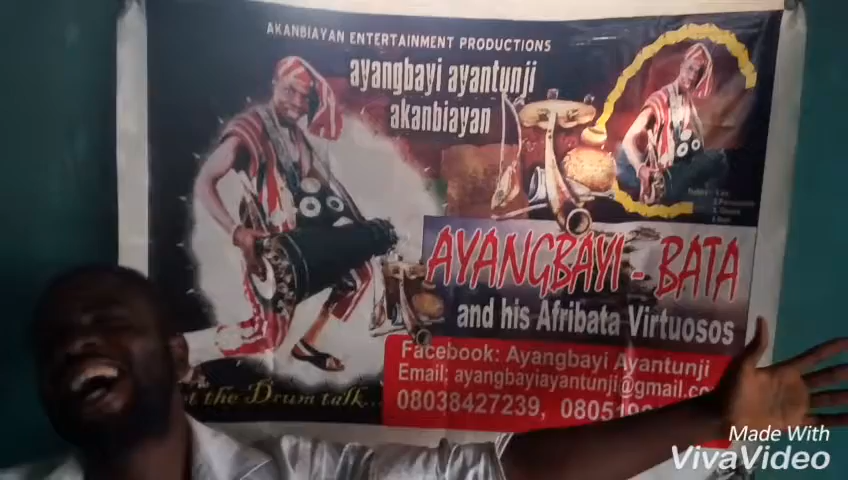 AKANBIAYAN ENTERTAINMENT PRODUCTIONS
ayangbayi ayantunji
akanbiayan
AYANGBAYI - BATA
and his Afribata Virtuosos
Facebook: Ayangbayi Ayantunji
Email: ayangbayiayantunji@gmail.co
08038427239, 08051
the Drum talk...
Made With
VivaVideo